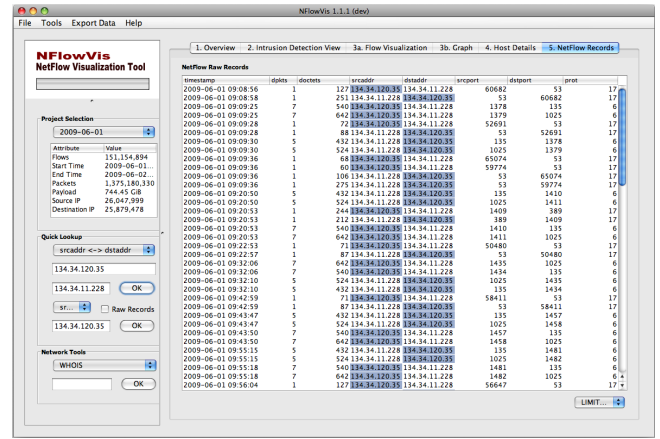 NFlowVis 1.1.1 (dev)
File Tools Export Data Help
NFlowVis
NetFlow Visualization Tool
Project Selection
2009-06-01
Attribute Value
Flows 151,154,894
Start Time 2009-06-01...
End Time 2009-06-02...
Packets 1,375,180,330
Payload 744.45 GiB
Source IP 26,047,999
Destination IP 25,879,478
Quick Lookup
srcaddr <-> dstaddr
134.34.120.35
134.34.11.228 OK
sr... Raw Records
134.34.120.35 OK
Network Tools
WHOIS
OK
1. Overview 2. Intrusion Detection View 3a. Flow Visualization 3b. Graph 4. Host Details 5. NetFlow Records
NetFlow Raw Records
timestamp dpkts doctets srcaddr dstaddr srcport dstport prot
2009-06-01 09:08:56 1 127 134.34.120.35 134.34.11.228 60682 53 17
2009-06-01 09:08:58 1 251 134.34.11.228 134.34.120.35 53 60682 17
2009-06-01 09:09:25 7 540 134.34.120.35 134.34.11.228 1378 135 6
2009-06-01 09:09:25 7 642 134.34.120.35 134.34.11.228 1379 1025 6
2009-06-01 09:09:28 1 72 134.34.120.35 134.34.11.228 52691 53 17
2009-06-01 09:09:28 1 88 134.34.11.228 134.34.120.35 53 52691 17
2009-06-01 09:09:30 5 432 134.34.11.228 134.34.120.35 135 1378 6
2009-06-01 09:09:30 5 524 134.34.11.228 134.34.120.35 1025 1379 6
2009-06-01 09:09:36 1 68 134.34.120.35 134.34.11.228 65074 53 17
2009-06-01 09:09:36 1 60 134.34.120.35 134.34.11.228 59774 53 17
2009-06-01 09:09:36 1 106 134.34.11.228 134.34.120.35 53 65074 17
2009-06-01 09:09:36 1 275 134.34.11.228 134.34.120.35 53 59774 17
2009-06-01 09:20:50 5 432 134.34.11.228 134.34.120.35 135 1410 6
2009-06-01 09:20:50 5 524 134.34.11.228 134.34.120.35 1025 1411 6
2009-06-01 09:20:53 1 244 134.34.120.35 134.34.11.228 1409 389 17
2009-06-01 09:20:53 1 212 134.34.11.228 134.34.120.35 389 1409 17
2009-06-01 09:20:53 7 540 134.34.120.35 134.34.11.228 1410 135 6
2009-06-01 09:20:53 7 642 134.34.120.35 134.34.11.228 1411 1025 6
2009-06-01 09:22:53 1 71 134.34.120.35 134.34.11.228 50480 53 17
2009-06-01 09:22:57 1 87 134.34.11.228 134.34.120.35 53 50480 17
2009-06-01 09:32:06 7 642 134.34.120.35 134.34.11.228 1435 1025 6
2009-06-01 09:32:06 7 540 134.34.120.35 134.34.11.228 1434 135 6
2009-06-01 09:32:10 5 524 134.34.11.228 134.34.120.35 1025 1435 6
2009-06-01 09:32:10 5 432 134.34.11.228 134.34.120.35 135 1434 6
2009-06-01 09:42:59 1 71 134.34.120.35 134.34.11.228 58411 53 17
2009-06-01 09:42:59 1 87 134.34.11.228 134.34.120.35 53 58411 17
2009-06-01 09:43:47 5 432 134.34.11.228 134.34.120.35 135 1457 6
2009-06-01 09:43:47 5 524 134.34.11.228 134.34.120.35 1025 1458 6
2009-06-01 09:43:50 7 540 134.34.120.35 134.34.11.228 1457 135 6
2009-06-01 09:43:50 7 642 134.34.120.35 134.34.11.228 1458 1025 6
2009-06-01 09:55:15 5 432 134.34.11.228 134.34.120.35 135 1481 6
2009-06-01 09:55:15 5 524 134.34.11.228 134.34.120.35 1025 1482 6
2009-06-01 09:55:18 7 540 134.34.120.35 134.34.11.228 1481 135 6
2009-06-01 09:55:18 7 642 134.34.120.35 134.34.11.228 1482 1025 6
2009-06-01 09:56:04 1 127 134.34.120.35 134.34.11.228 56647 53 17
LIMIT...